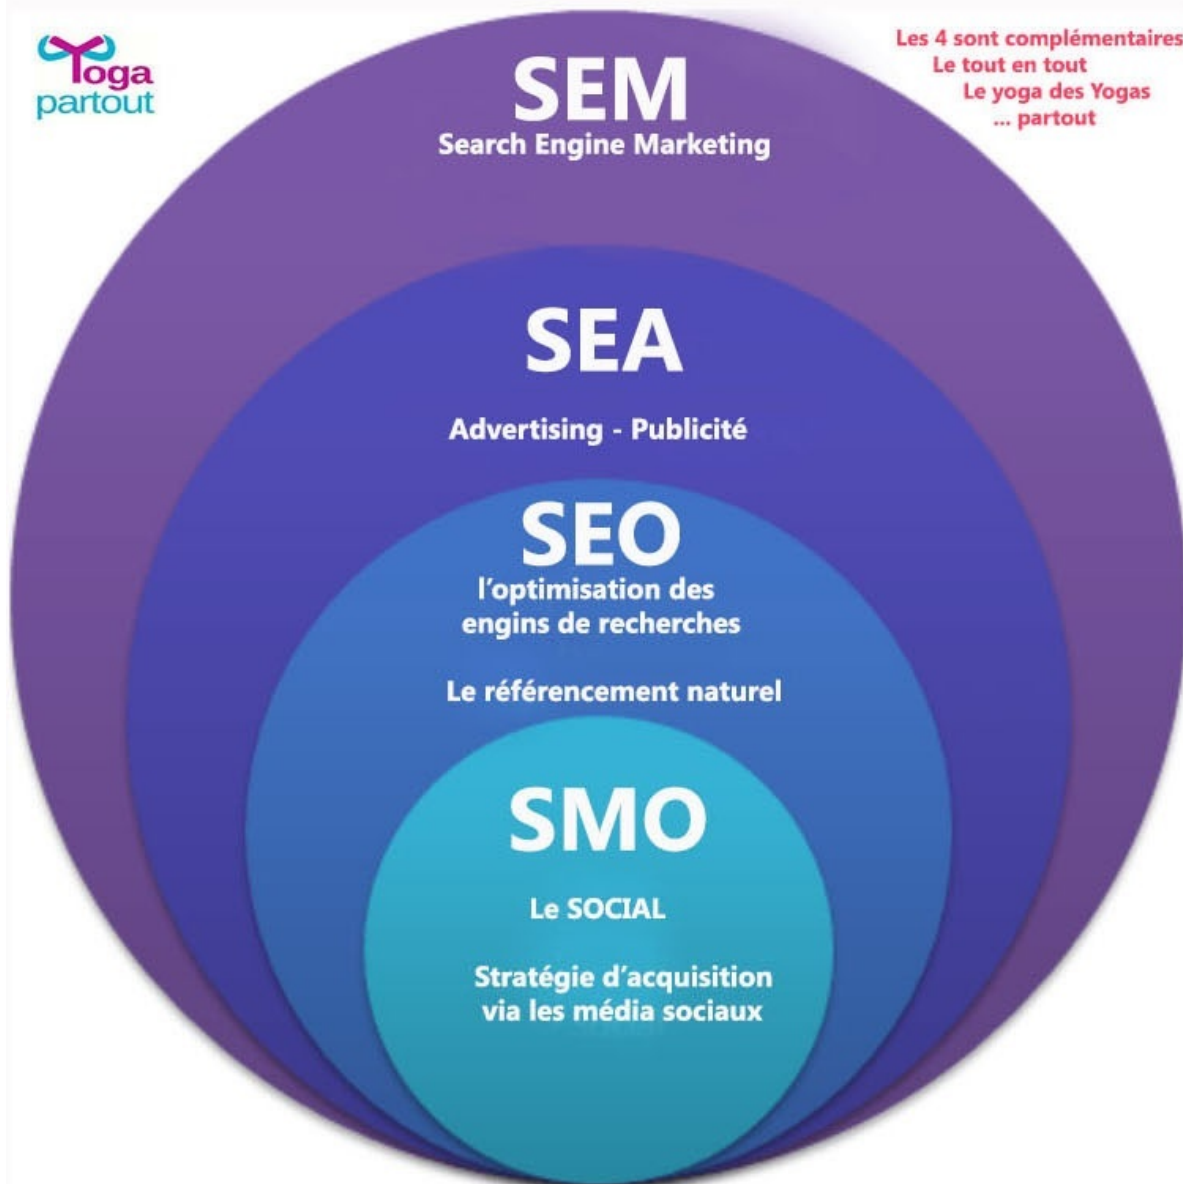 Yoga
partout
Les 4 sont complémentaires
Le tout en tout
Le yoga des Yogas
... partout
SEM
Search Engine Marketing
SEA
Advertising - Publicité
SEO
l'optimisation des
engins de recherches
Le référencement naturel
SMO
Le SOCIAL
Stratégie d'acquisition
via les média sociaux